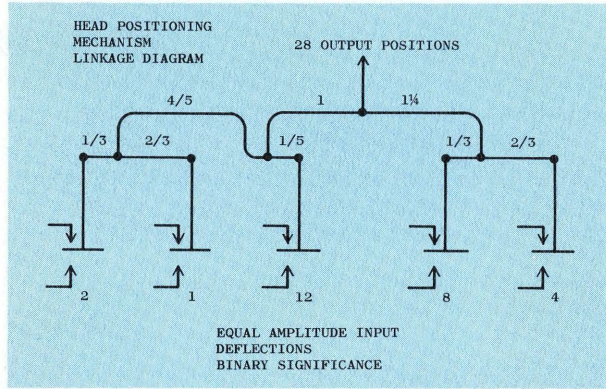 HEAD POSITIONING
MECHANISM
LINKAGE DIAGRAM
28 OUTPUT POSITIONS
4/5
1
1¼
1/3
2/3
1/5
1/3
2/3
2
1
12
8
4
EQUAL AMPLITUDE INPUT
DEFLECTIONS
BINARY SIGNIFICANCE